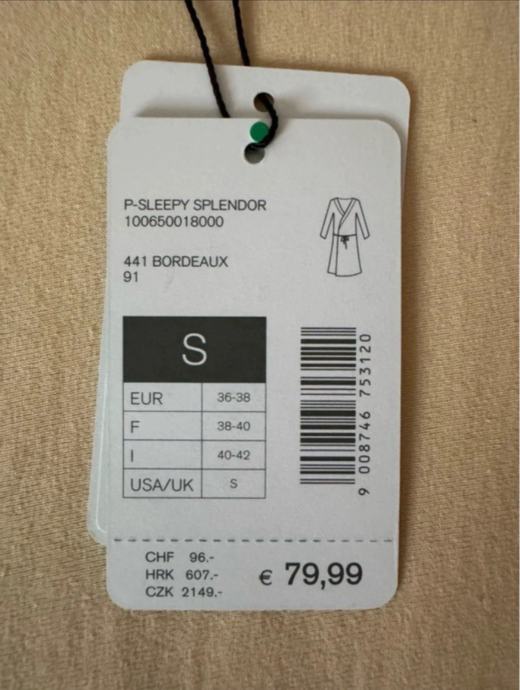 P-SLEEPY SPLENDOR
100650018000
441 BORDEAUX
91
S
EUR 36-38
F 38-40
I 40-42
USA/UK S
9 008746 753120
CHF 96.-
HRK 607.-
CZK 2149.-
€ 79,99